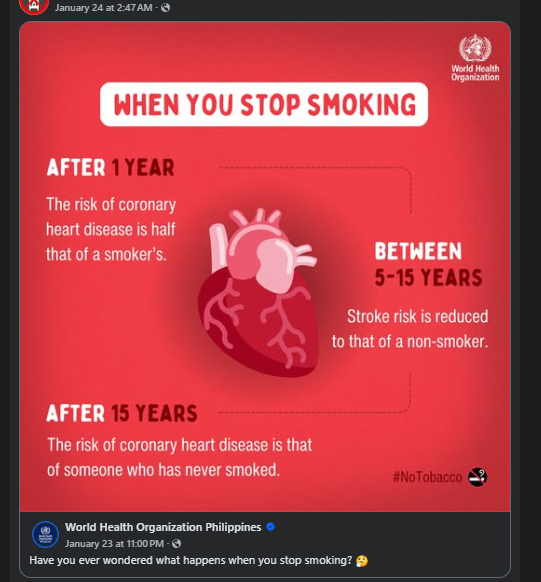 January 24 at 2:47 AM ·
World Health
Organization
WHEN YOU STOP SMOKING
AFTER 1 YEAR
The risk of coronary
heart disease is half
that of a smoker's.
BETWEEN
5-15 YEARS
Stroke risk is reduced
to that of a non-smoker.
AFTER 15 YEARS
The risk of coronary heart disease is that
of someone who has never smoked.
#NoTobacco
World Health Organization Philippines
January 23 at 11:00 PM ·
Have you ever wondered what happens when you stop smoking? 🤔